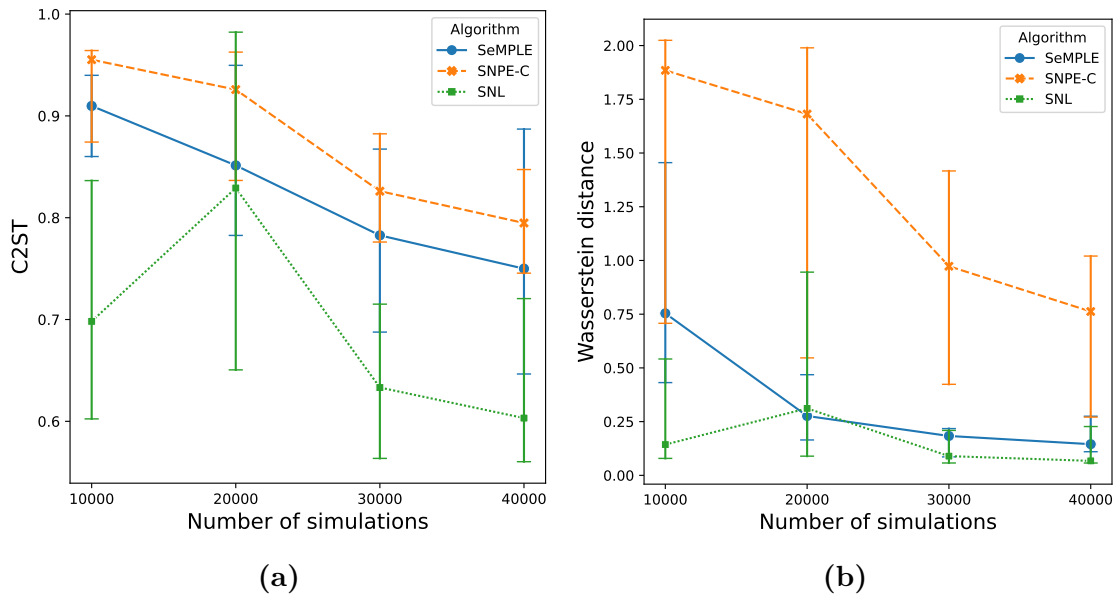 1.0
0.9
0.8
0.7
0.6
C2ST
10000 20000 30000 40000
Number of simulations
Algorithm
SeMPLE
SNPE-C
SNL
(a)
2.00
1.75
1.50
1.25
1.00
0.75
0.50
0.25
0.00
Wasserstein distance
10000 20000 30000 40000
Number of simulations
Algorithm
SeMPLE
SNPE-C
SNL
(b)